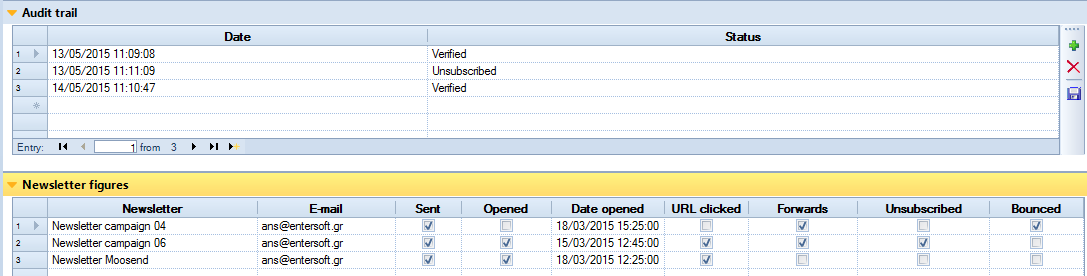 Audit trail
Date Status
1 13/05/2015 11:09:08 Verified
2 13/05/2015 11:11:09 Unsubscribed
3 14/05/2015 11:10:47 Verified
Entry: 1 from 3
Newsletter figures
Newsletter E-mail Sent Opened Date opened URL clicked Forwards Unsubscribed Bounced
1 Newsletter campaign 04 ans@entersoft.gr 18/03/2015 15:25:00
2 Newsletter campaign 06 ans@entersoft.gr 15/03/2015 12:45:00
3 Newsletter Moosend ans@entersoft.gr 18/03/2015 12:25:00